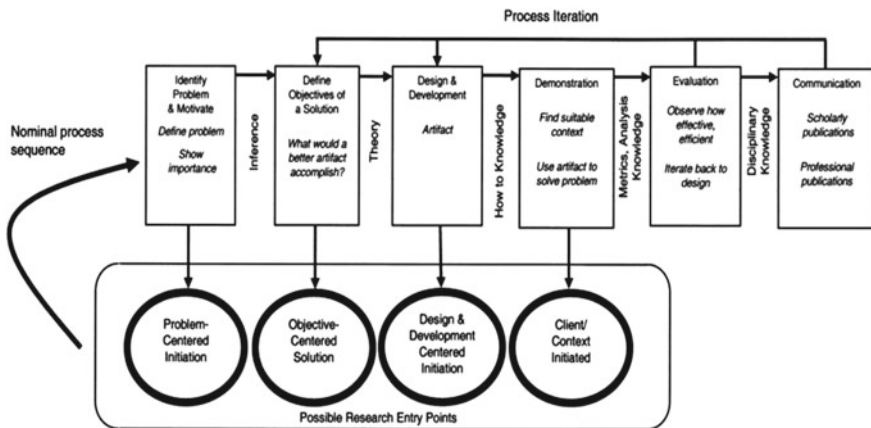 Process Iteration
Nominal process
sequence
Identify
Problem
& Motivate
Define problem
Show
importance
Inference
Define
Objectives of
a Solution
What would a
better artifact
accomplish?
Theory
Design &
Development
Artifact
How to Knowledge
Demonstration
Find suitable
context
Use artifact to
solve problem
Metrics, Analysis
Knowledge
Evaluation
Observe how
effective,
efficient
Iterate back to
design
Disciplinary
Knowledge
Communication
Scholarly
publications
Professional
publications
Problem-
Centered
Initiation
Objective-
Centered
Solution
Design &
Development
Centered
Initiation
Client/
Context
Initiated
Possible Research Entry Points